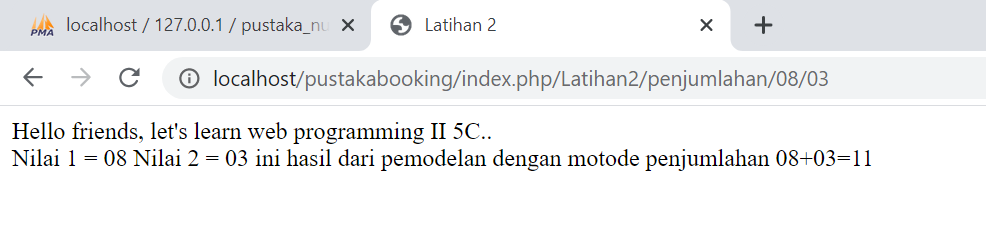 PMA localhost / 127.0.0.1 / pustaka_nu
Latihan 2
localhost/pustakabooking/index.php/Latihan2/penjumlahan/08/03
Hello friends, let's learn web programming II 5C..
Nilai 1 = 08 Nilai 2 = 03 ini hasil dari pemodelan dengan motode penjumlahan 08+03=11